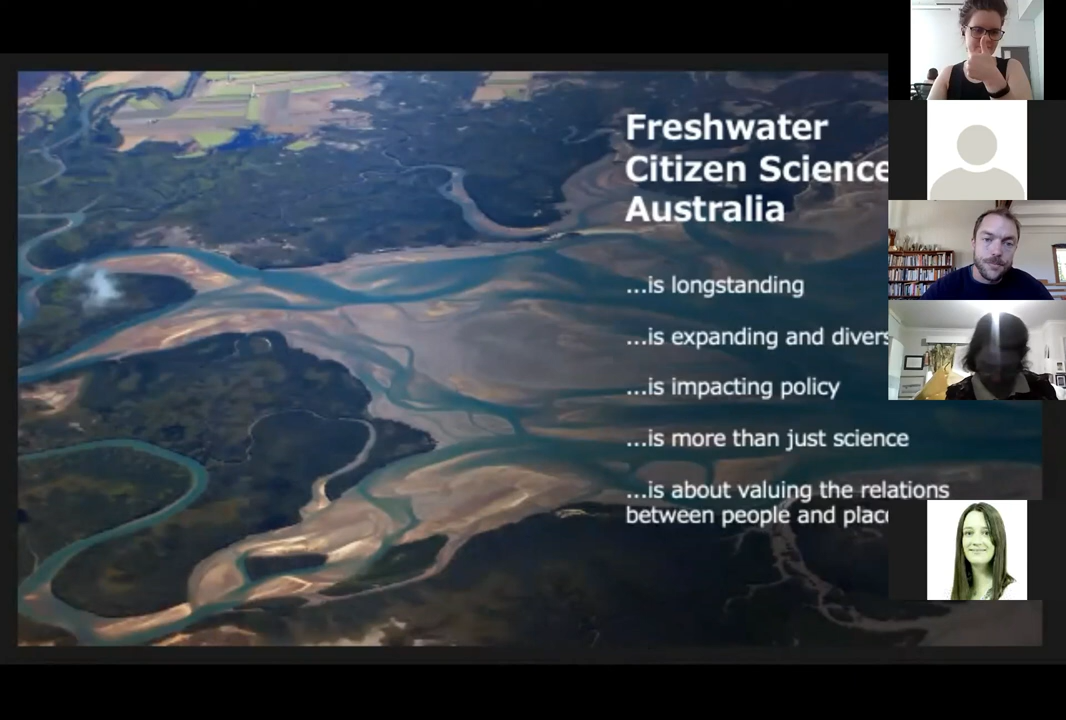 Freshwater
Citizen Science
Australia
...is longstanding
...is expanding and divers
...is impacting policy
...is more than just science
...is about valuing the relations
between people and place